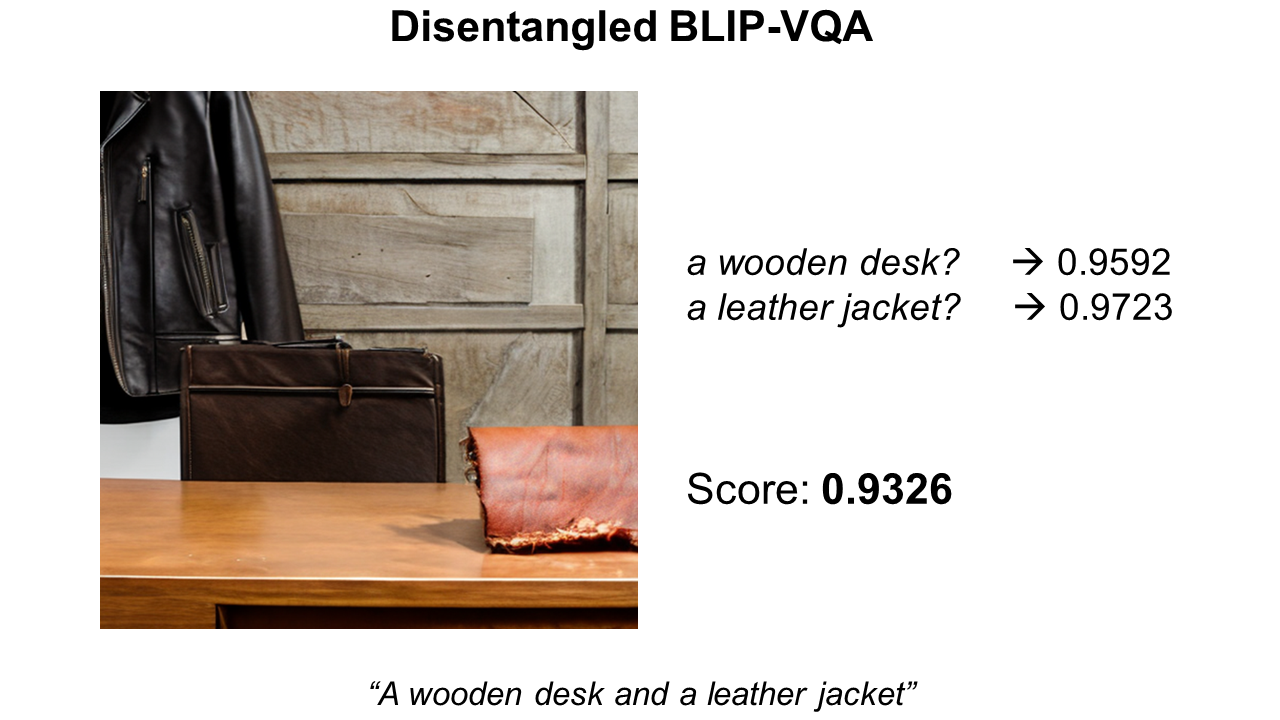 Disentangled BLIP-VQA
a wooden desk? → 0.9592
a leather jacket? → 0.9723
Score: 0.9326
“A wooden desk and a leather jacket”